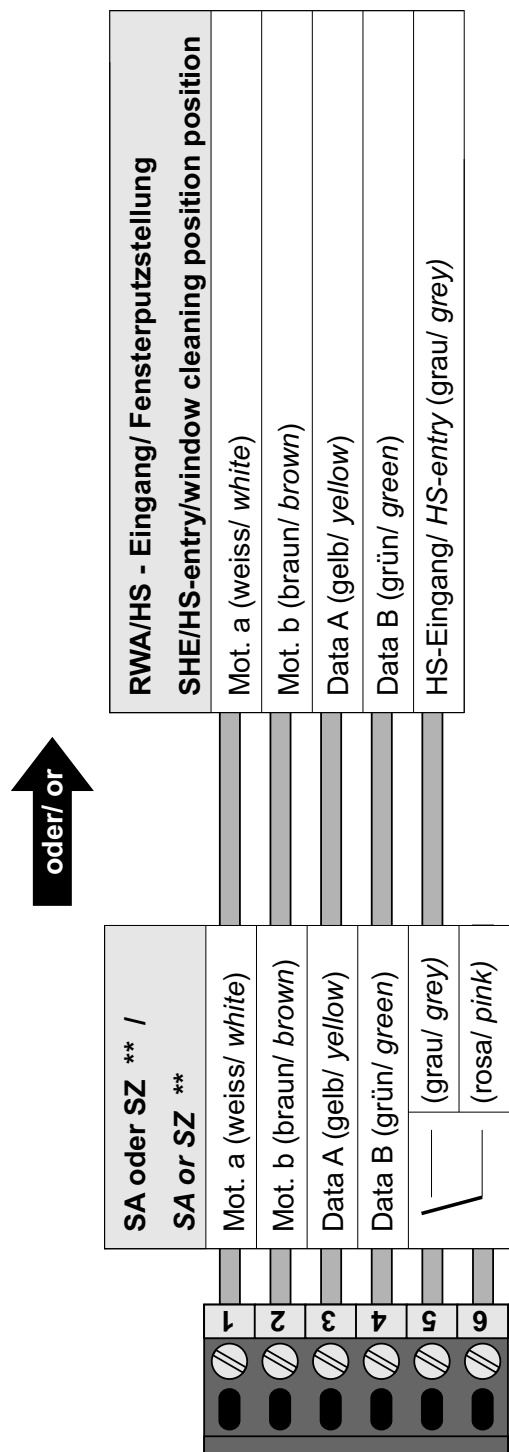 oder/ or
RWA/HS - Eingang/ Fensterputzstellung
SHE/HS-entry/window cleaning position position
Mot. a (weiss/ white)
Mot. b (braun/ brown)
Data A (gelb/ yellow)
Data B (grün/ green)
HS-Eingang/ HS-entry (grau/ grey)
SA oder SZ ** /
SA or SZ **
Mot. a (weiss/ white)
Mot. b (braun/ brown)
Data A (gelb/ yellow)
Data B (grün/ green)
(grau/ grey)
(rosa/ pink)
1
2
3
4
5
6